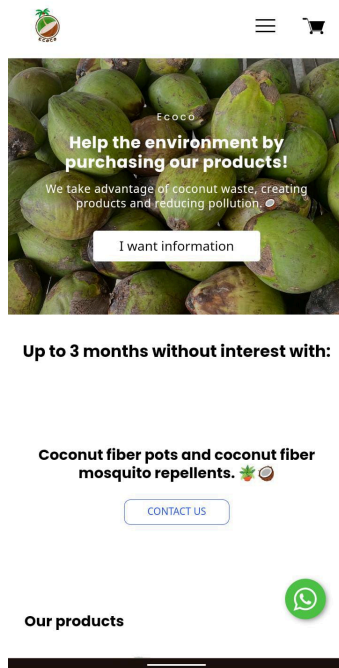 Ecoco
Ecoco
Help the environment by
purchasing our products!
We take advantage of coconut waste, creating
products and reducing pollution.🥥
I want information
Up to 3 months without interest with:
Coconut fiber pots and coconut fiber
mosquito repellents. 🪴🥥
CONTACT US
Our products